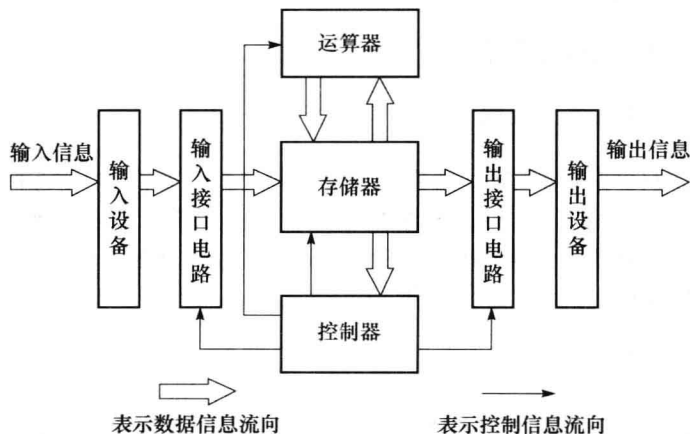 运算器
输入信息
输入设备
输入接口电路
存储器
输出接口电路
输出设备
输出信息
控制器
表示数据信息流向
表示控制信息流向